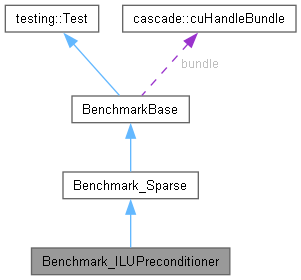 testing::Test
cascade::cuHandleBundle
bundle
BenchmarkBase
Benchmark_Sparse
Benchmark_ILUPreconditioner